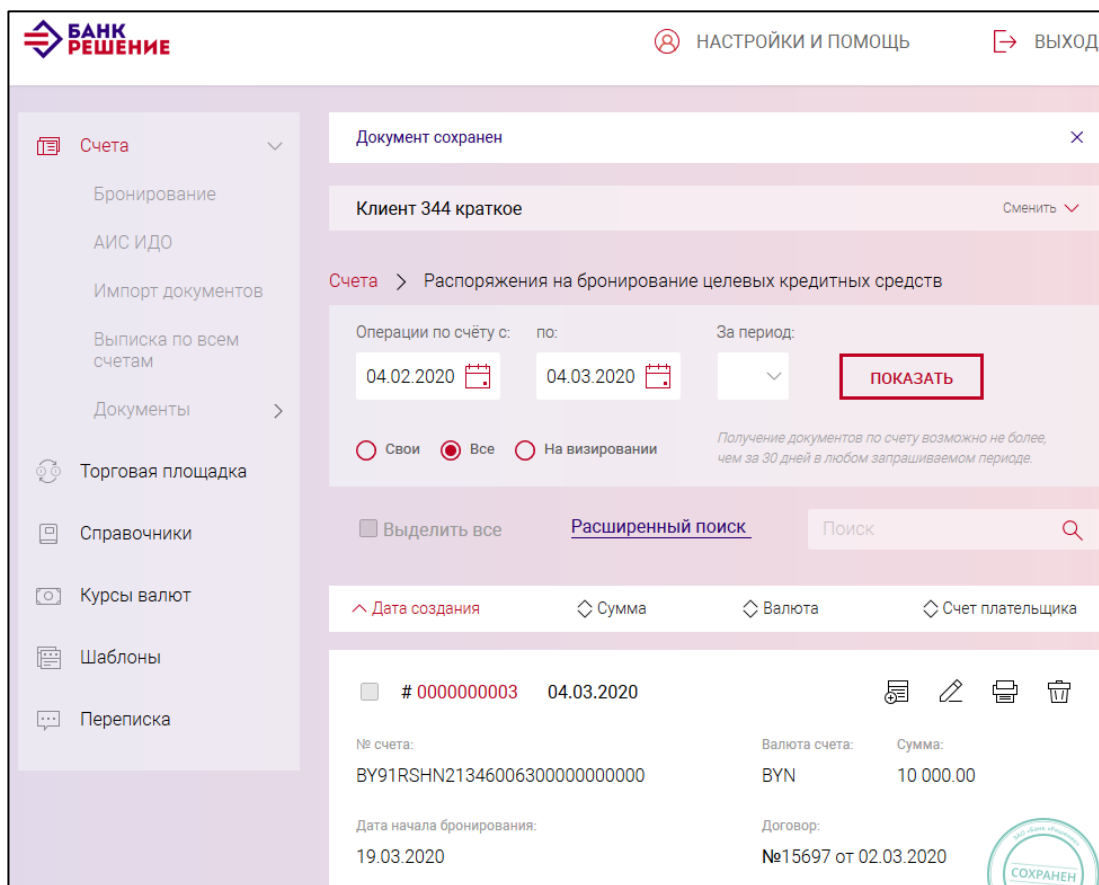 БАНК
РЕШЕНИЕ
НАСТРОЙКИ И ПОМОЩЬ
ВЫХОД
Счета
Бронирование
АИС ИДО
Импорт документов
Выписка по всем
счетам
Документы
Торговая площадка
Справочники
Курсы валют
Шаблоны
Переписка
Документ сохранен
Клиент 344 краткое
Сменить
Счета > Распоряжения на бронирование целевых кредитных средств
Операции по счёту с: по: За период:
04.02.2020 04.03.2020 ПОКАЗАТЬ
Свои Все На визировании
Получение документов по счету возможно не более,
чем за 30 дней в любом запрашиваемом периоде.
Выделить все Расширенный поиск Поиск
Дата создания Сумма Валюта Счет плательщика
# 0000000003 04.03.2020
№ счета: Валюта счета: Сумма:
BY91RSHN21346006300000000000 BYN 10 000.00
Дата начала бронирования: Договор:
19.03.2020 №15697 от 02.03.2020
ЗАО «Банк «Решение»
СОХРАНЕН